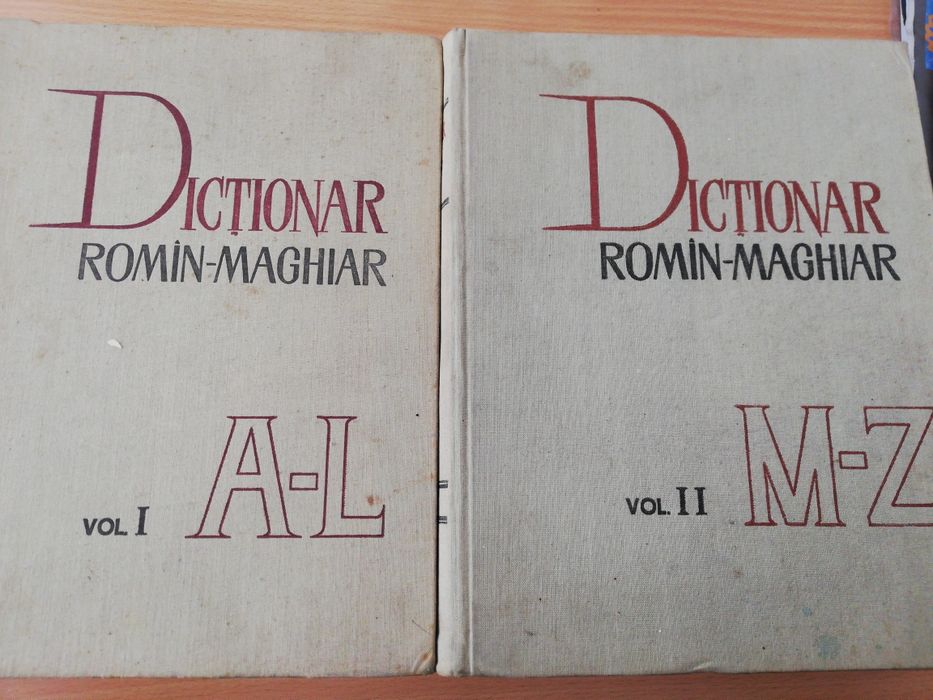 DICȚIONAR
ROMÎN-MAGHIAR
VOL. I A-L
DICȚIONAR
ROMÎN-MAGHIAR
VOL. II M-Z